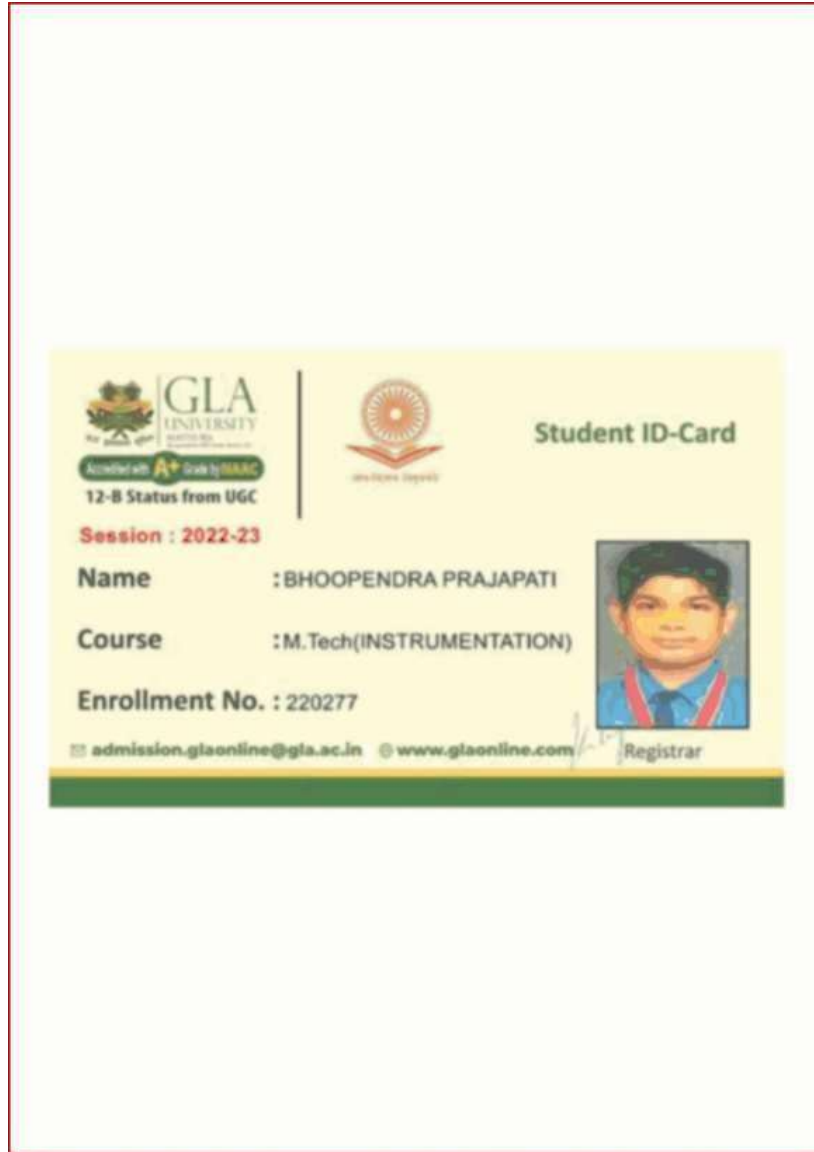 GLA
UNIVERSITY
Accredited with A+ Grade by NAAC
12-B Status from UGC
Student ID-Card
Session : 2022-23
Name : BHOOPENDRA PRAJAPATI
Course : M.Tech(INSTRUMENTATION)
Enrollment No. : 220277
admission.glaonline@gla.ac.in www.glaonline.com
Registrar